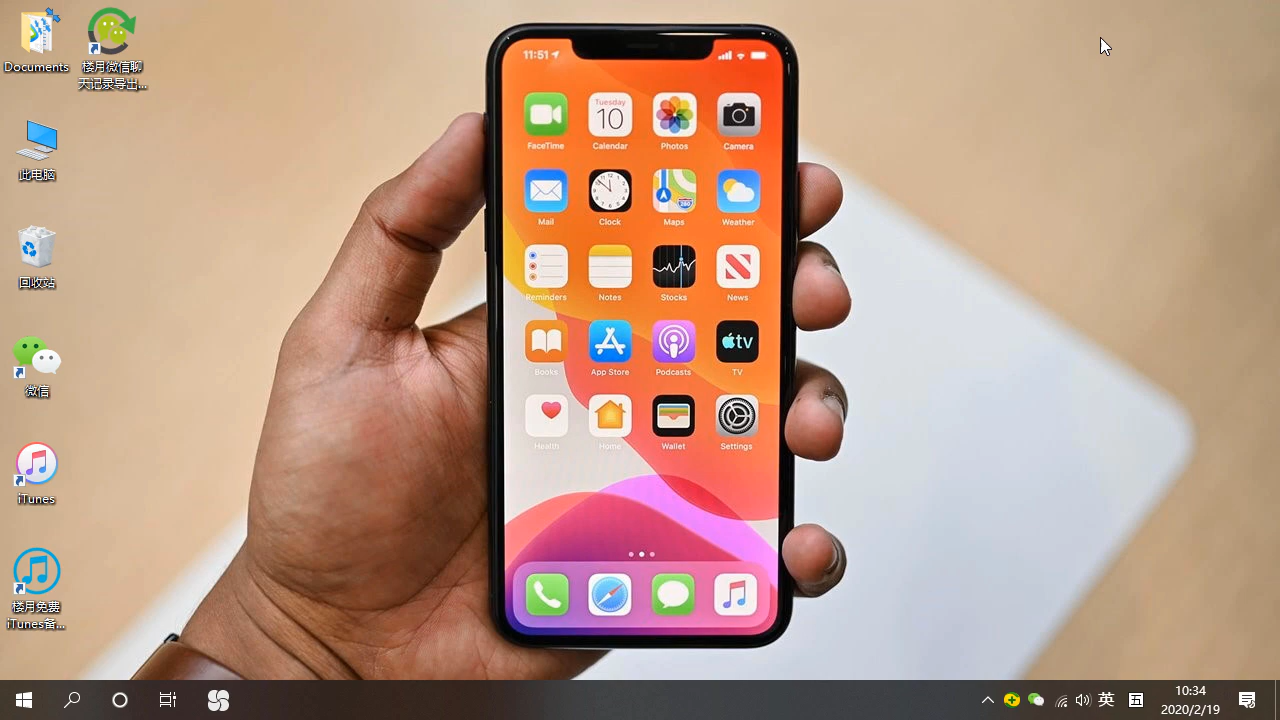 Documents
楼月微信聊
天记录导出...
此电脑
回收站
微信
iTunes
楼月免费
iTunes备...
11:51
FaceTime
Tuesday
10
Calendar
Photos
Camera
Mail
Clock
Maps
Weather
Reminders
Notes
Stocks
News
Books
App Store
Podcasts
tv
TV
Health
Home
Wallet
Settings
英
五
10:34
2020/2/19